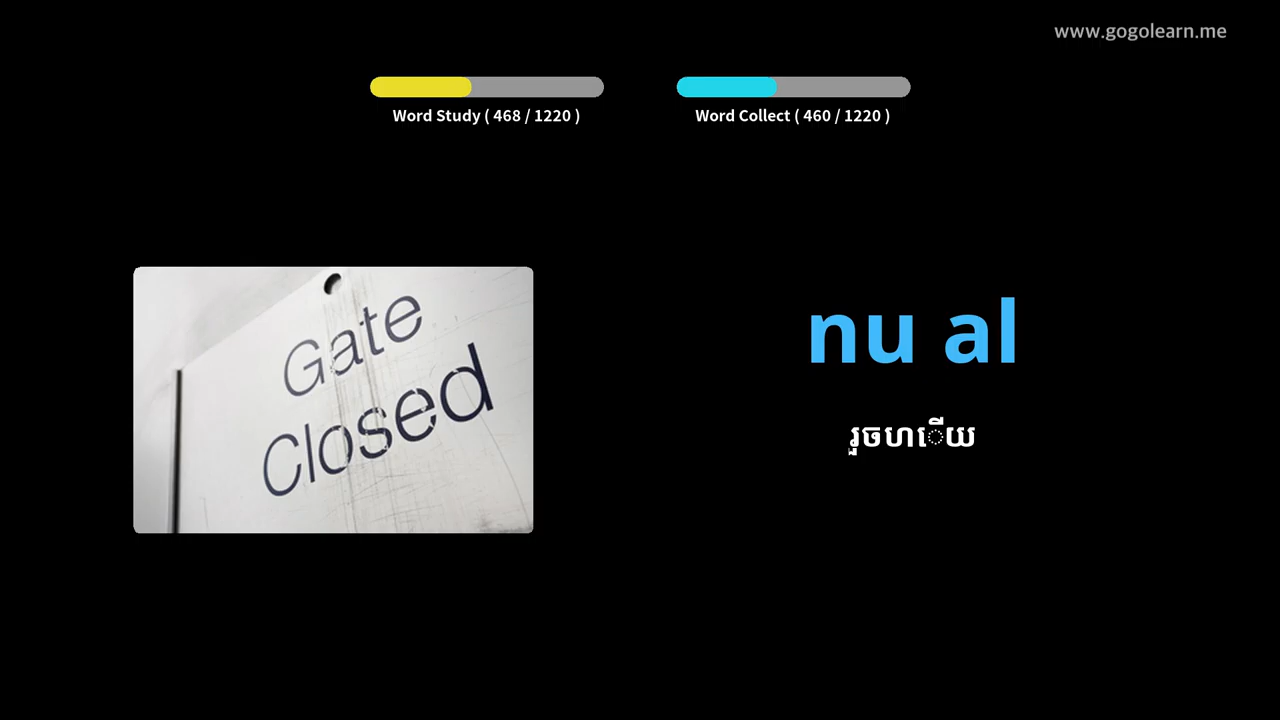 www.gogolearn.me
Word Study ( 468 / 1220 )
Word Collect ( 460 / 1220 )
Gate
Closed
nu al
រួចហើយ